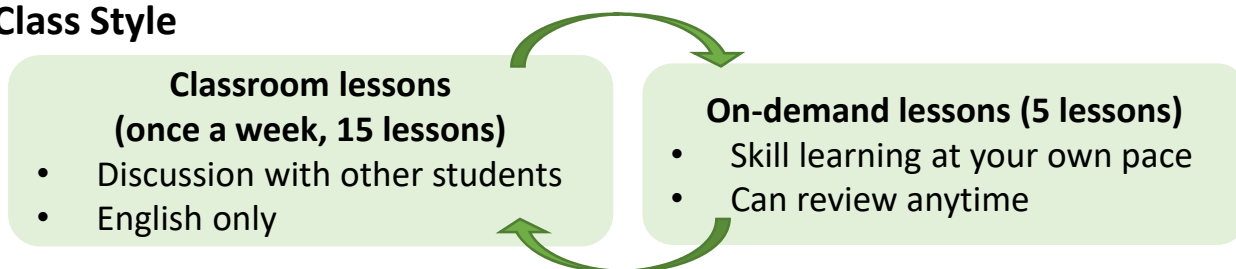 Class Style
Classroom lessons
(once a week, 15 lessons)
• Discussion with other students
• English only
On-demand lessons (5 lessons)
• Skill learning at your own pace
• Can review anytime